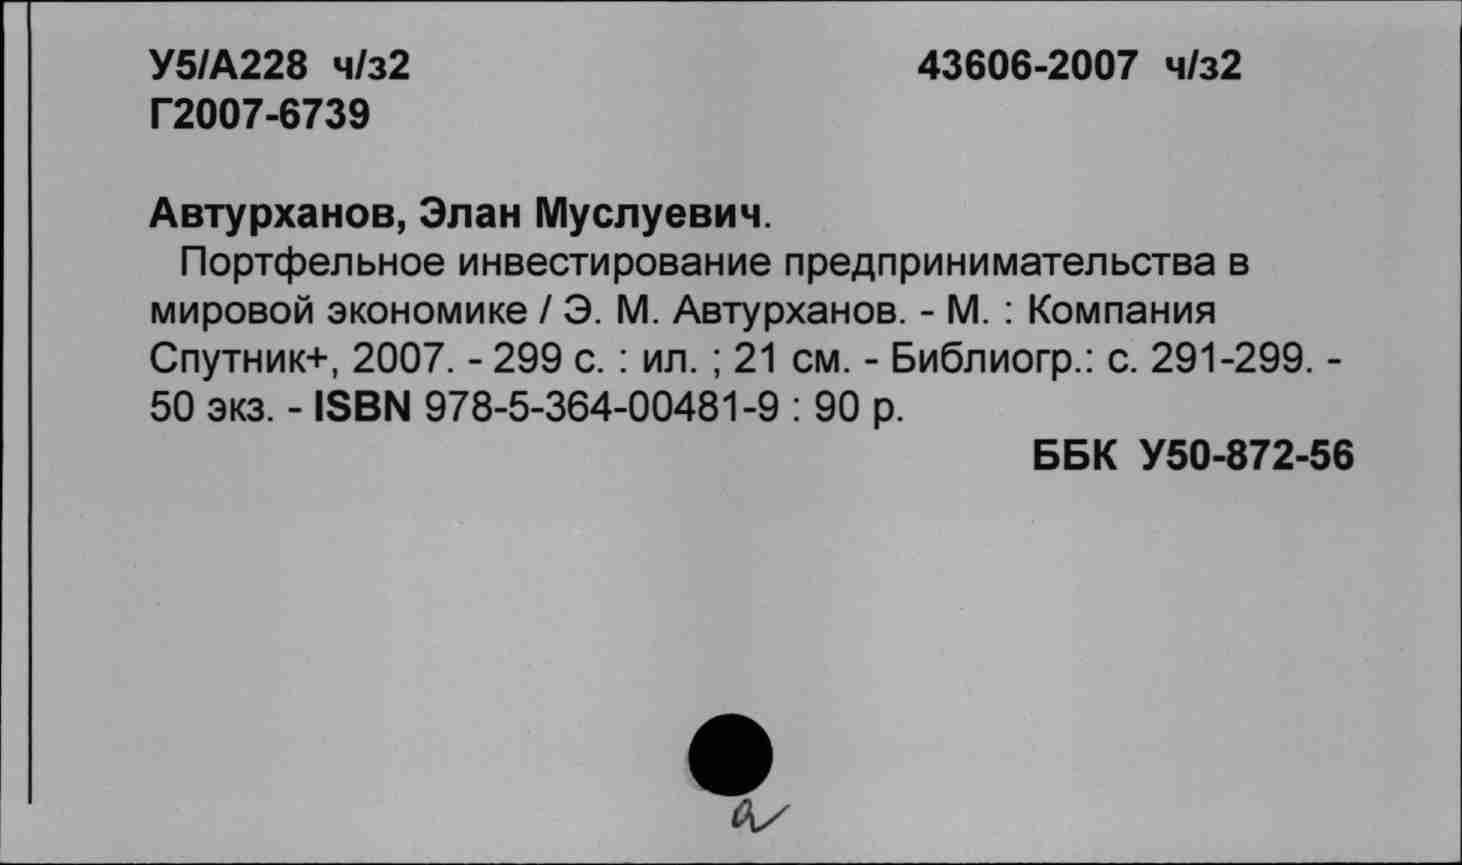 У5/А228 ч/з2 43606-2007 ч/з2
Г2007-6739
Автурханов, Элан Муслуевич.
Портфельное инвестирование предпринимательства в
мировой экономике / Э. М. Автурханов. - М. : Компания
Спутник+, 2007. - 299 с. : ил. ; 21 см. - Библиогр.: с. 291-299. -
50 экз. - ISBN 978-5-364-00481-9 : 90 р.
ББК У50-872-56